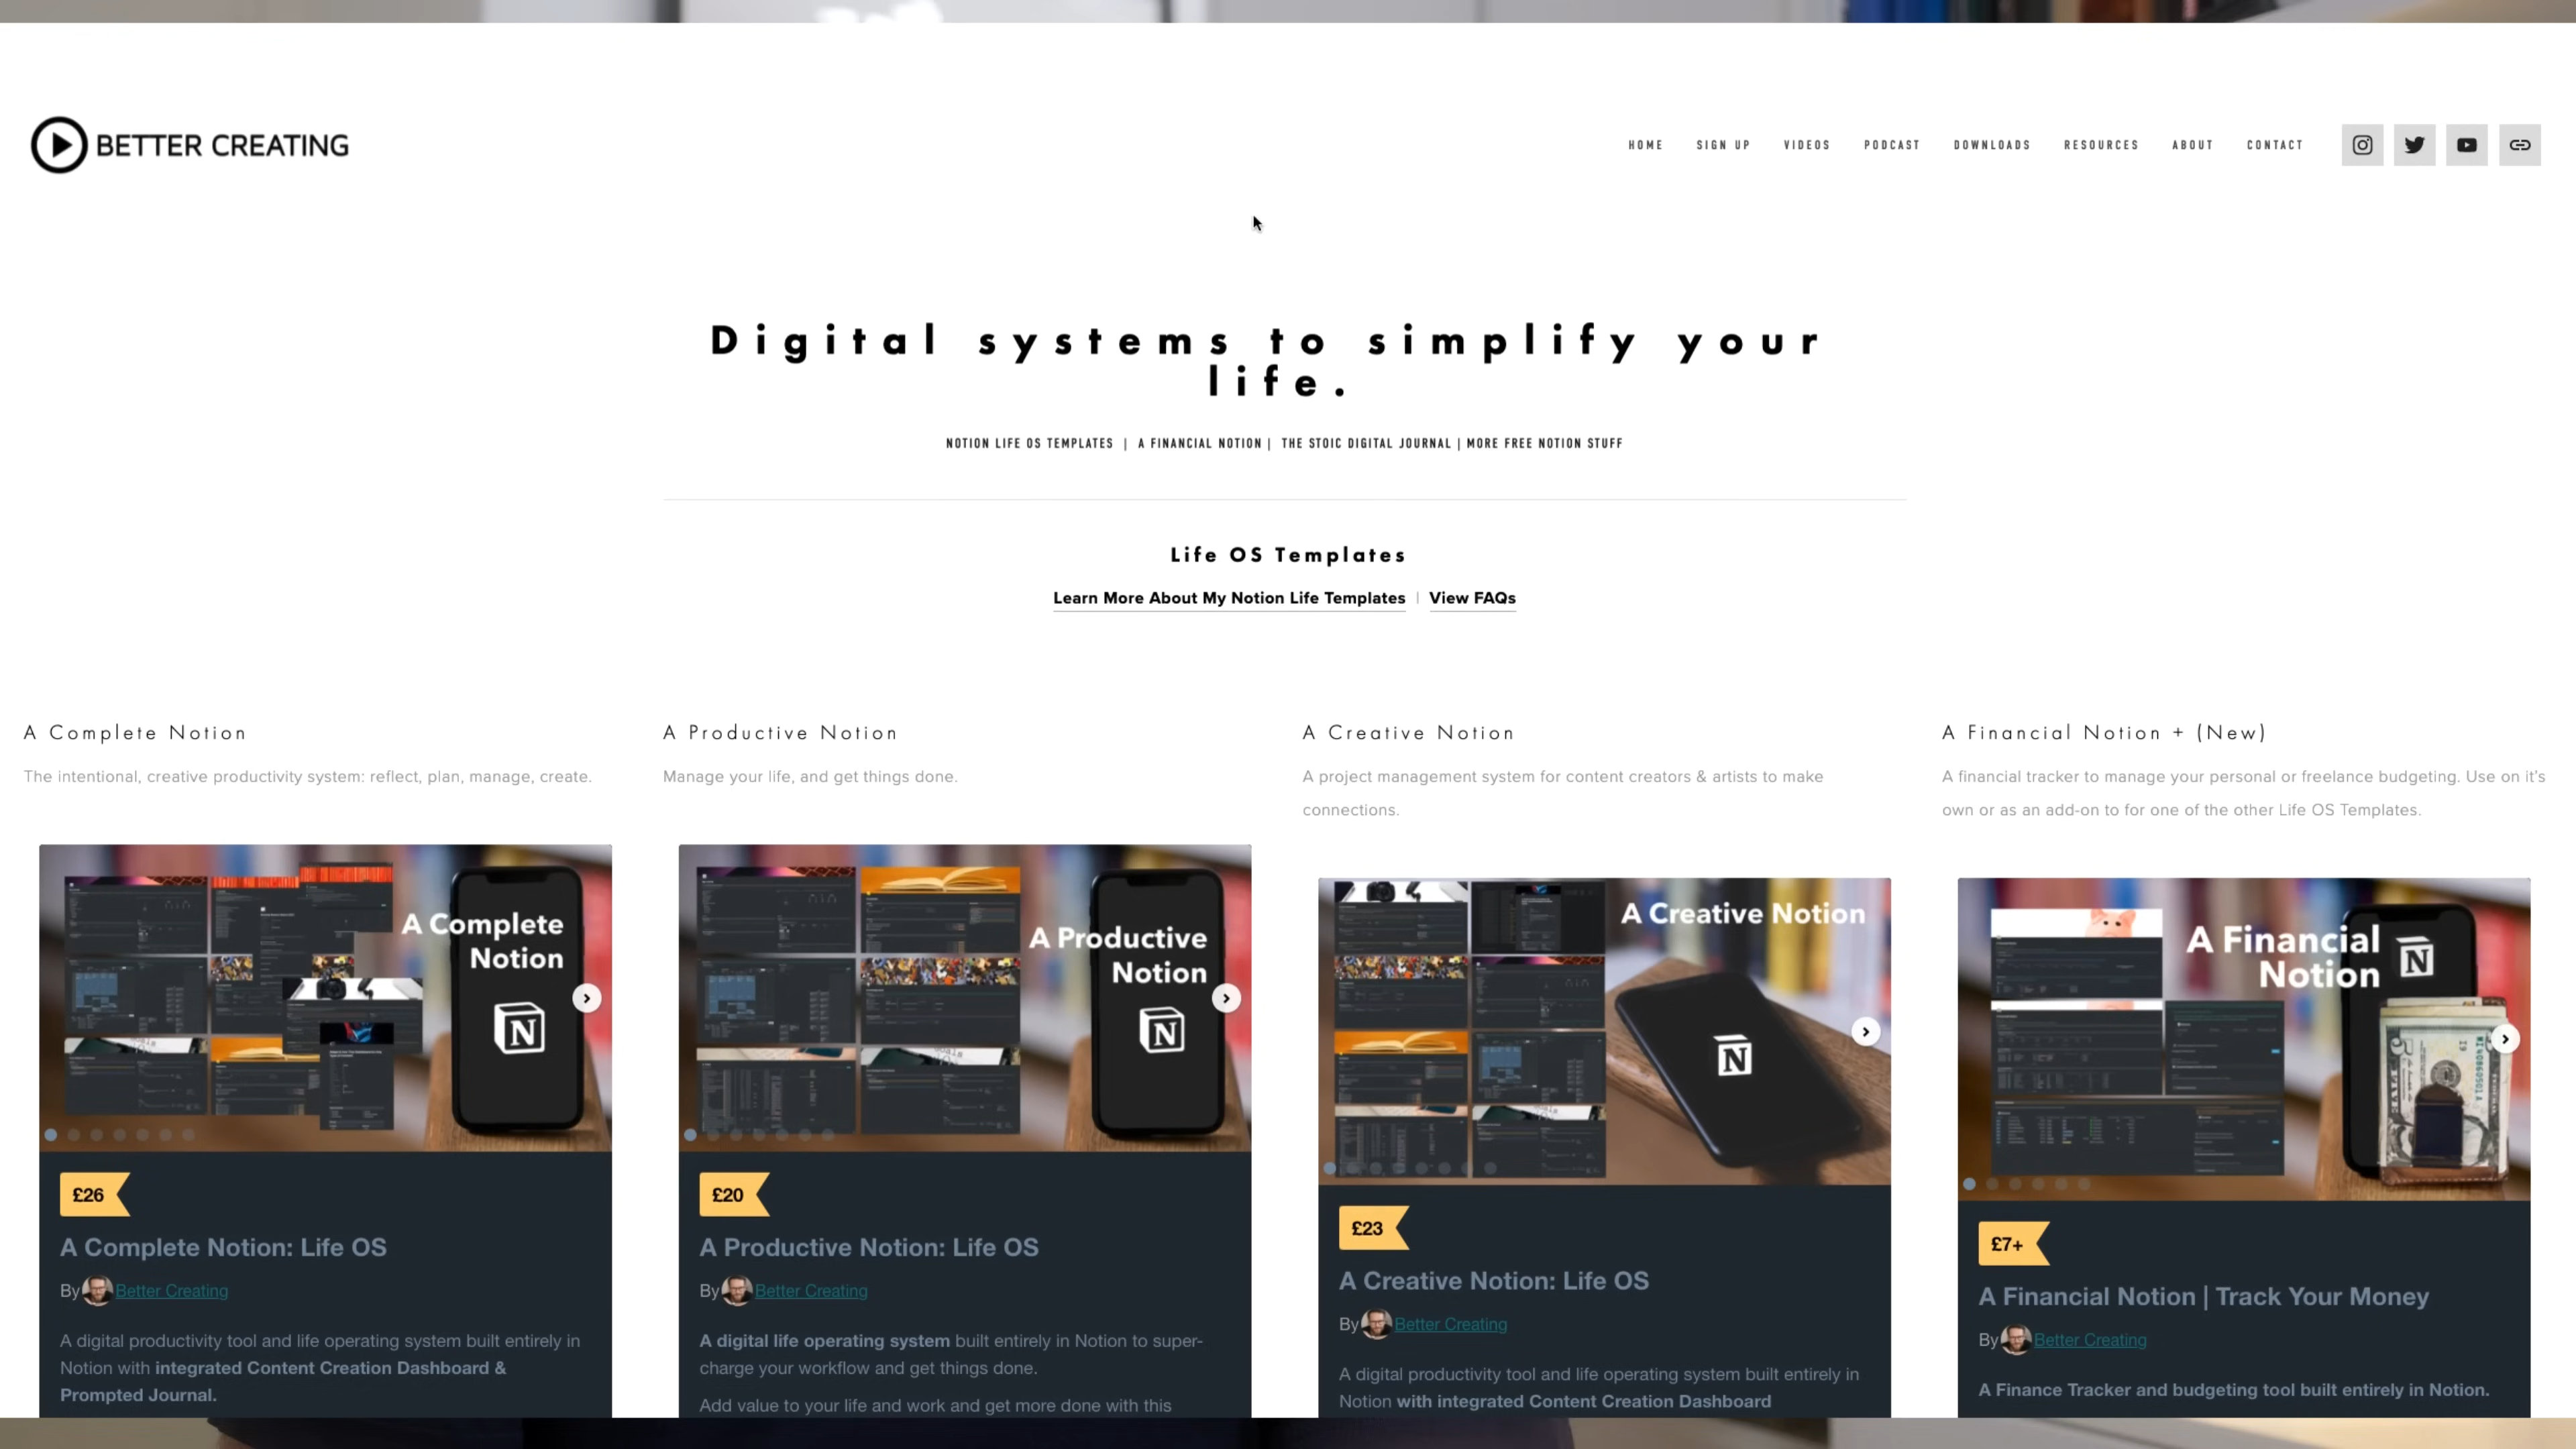 BETTER CREATING
HOME SIGN UP VIDEOS PODCAST DOWNLOADS RESOURCES ABOUT CONTACT
Digital systems to simplify your
life.
NOTION LIFE OS TEMPLATES | A FINANCIAL NOTION | THE STOIC DIGITAL JOURNAL | MORE FREE NOTION STUFF
Life OS Templates
Learn More About My Notion Life Templates | View FAQs
A Complete Notion
The intentional, creative productivity system: reflect, plan, manage, create.
A Complete
Notion
£26
A Complete Notion: Life OS
By Better Creating
A digital productivity tool and life operating system built entirely in
Notion with integrated Content Creation Dashboard &
Prompted Journal.
A Productive Notion
Manage your life, and get things done.
A Productive
Notion
£20
A Productive Notion: Life OS
By Better Creating
A digital life operating system built entirely in Notion to super-
charge your workflow and get things done.
Add value to your life and work and get more done with this
A Creative Notion
A project management system for content creators & artists to make
connections.
A Creative Notion
£23
A Creative Notion: Life OS
By Better Creating
A digital productivity tool and life operating system built entirely in
Notion with integrated Content Creation Dashboard
A Financial Notion + (New)
A financial tracker to manage your personal or freelance budgeting. Use on it's
own or as an add-on to for one of the other Life OS Templates.
A Financial
Notion
£7+
A Financial Notion | Track Your Money
By Better Creating
A Finance Tracker and budgeting tool built entirely in Notion.